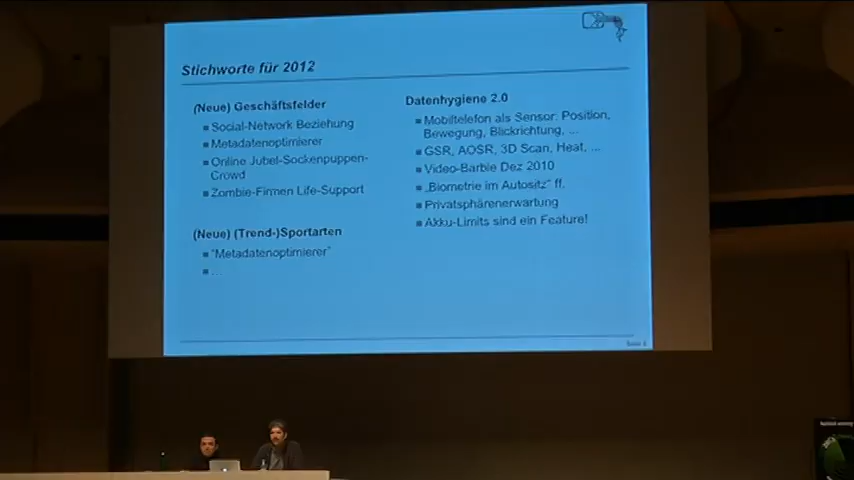 Stichworte für 2012
(Neue) Geschäftsfelder
Social-Network Beziehung
Metadatenoptimierer
Online Jubel-Sockenpuppen-
Crowd
Zombie-Firmen Life-Support
(Neue) (Trend-)Sportarten
"Metadatenoptimierer"
...
Datenhygiene 2.0
Mobiltelefon als Sensor: Position,
Bewegung, Blickrichtung, ...
GSR, AOSR, 3D Scan, Heat, ...
Video-Barbie Dez 2010
„Biometrie im Autositz" ff.
Privatsphärenerwartung
Akku-Limits sind ein Feature!